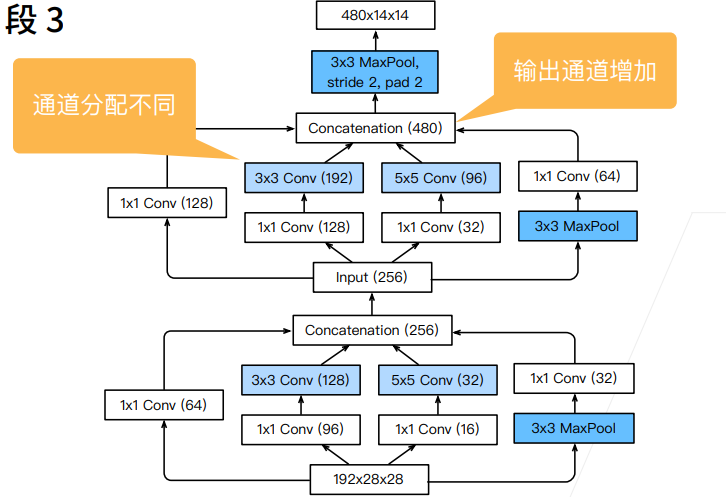 段 3
480x14x14
3x3 MaxPool,
stride 2, pad 2
输出通道增加
通道分配不同
Concatenation (480)
3x3 Conv (192)
5x5 Conv (96)
1x1 Conv (64)
1x1 Conv (128)
1x1 Conv (128)
1x1 Conv (32)
3x3 MaxPool
Input (256)
Concatenation (256)
3x3 Conv (128)
5x5 Conv (32)
1x1 Conv (32)
1x1 Conv (64)
1x1 Conv (96)
1x1 Conv (16)
3x3 MaxPool
192x28x28